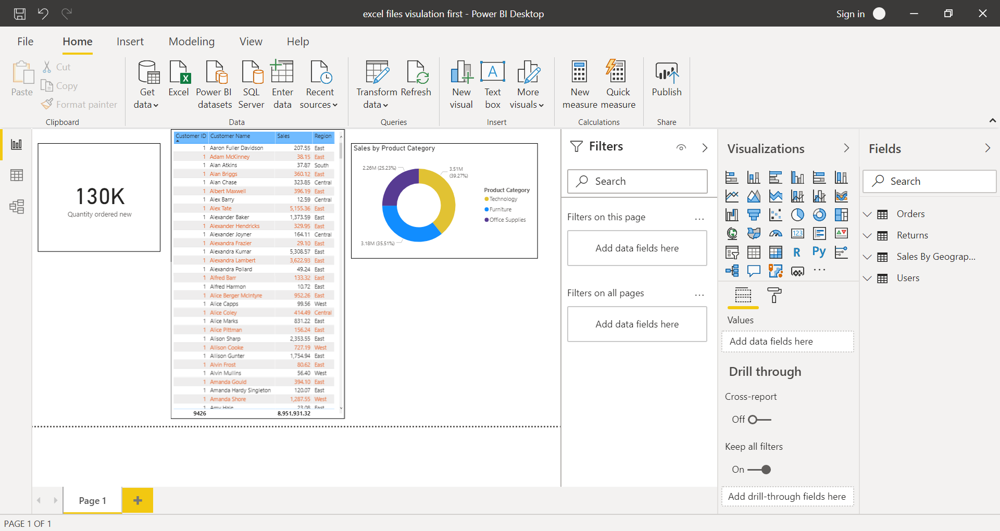 excel files visulation first - Power BI Desktop
Sign in
File Home Insert Modeling View Help
Paste
Cut
Copy
Format painter
Clipboard
Get data
Excel
Power BI datasets
SQL Server
Enter data
Recent sources
Data
Transform data
Refresh
Queries
New visual
Text box
A
More visuals
Insert
New measure
Quick measure
Calculations
Publish
Share
130K
Quantity ordered new
Customer ID Customer Name Sales Region
1 Aaron Fuller Davidson 207.55 East
1 Adam McKinney 38.15 East
1 Alan Atkins 37.87 South
1 Alan Briggs 360.12 East
1 Alan Chase 323.85 Central
1 Albert Maxwell 396.19 East
1 Alex Barry 12.59 Central
1 Alex Tate 5,155.36 East
1 Alexander Baker 1,373.59 East
1 Alexander Hendricks 329.95 East
1 Alexander Joyner 164.11 Central
1 Alexandra Frazier 29.10 East
1 Alexandra Kumar 5,308.57 East
1 Alexandra Lambert 3,622.93 East
1 Alexandra Pollard 49.24 East
1 Alfred Barr 133.32 East
1 Alfred Harmon 10.72 East
1 Alice Berger McIntyre 952.26 East
1 Alice Capps 99.56 West
1 Alice Coley 414.49 Central
1 Alice Marks 831.22 East
1 Alice Pittman 156.24 East
1 Alison Sharp 2,353.55 East
1 Allison Cooke 727.19 West
1 Allison Gunter 1,754.94 East
1 Alvin Frost 80.62 East
1 Alvin Mullins 56.40 West
1 Amanda Gould 394.10 East
1 Amanda Hardy Singleton 120.07 East
1 Amanda Shore 1,287.55 West
1 Amy Hale 23.08 East
9426 8,951,931.32
Sales by Product Category
2.26M (25.23%)
3.51M
(39.27%)
3.18M (35.51%)
Product Category
Technology
Furniture
Office Supplies
Filters
Search
Filters on this page ...
Add data fields here
Filters on all pages ...
Add data fields here
Visualizations
123
R Py
...
Values
Add data fields here
Drill through
Cross-report
Off
Keep all filters
On
Add drill-through fields here
Fields
Search
Orders
Returns
Sales By Geograp...
Users
Page 1
PAGE 1 OF 1